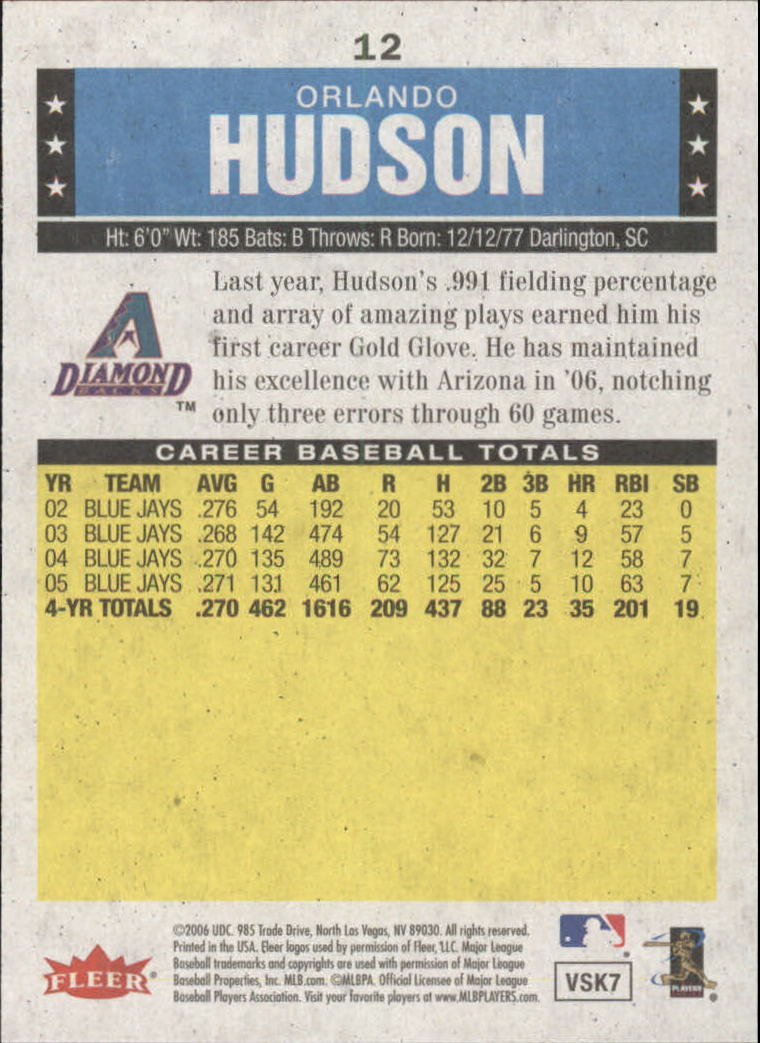 12
ORLANDO
HUDSON
Ht: 6'0" Wt: 185 Bats: B Throws: R Born: 12/12/77 Darlington, SC
Last year, Hudson's .991 fielding percentage
and array of amazing plays earned him his
first career Gold Glove. He has maintained
his excellence with Arizona in '06, notching
only three errors through 60 games.
A
DIAMOND
BACKS
TM
CAREER BASEBALL TOTALS
YR TEAM AVG G AB R H 2B 3B HR RBI SB
02 BLUE JAYS .276 54 192 20 53 10 5 4 23 0
03 BLUE JAYS .268 142 474 54 127 21 6 9 57 5
04 BLUE JAYS .270 135 489 73 132 32 7 12 58 7
05 BLUE JAYS .271 131 461 62 125 25 5 10 63 7
4-YR TOTALS .270 462 1616 209 437 88 23 35 201 19
FLEER®
©2006 UDC. 985 Trade Drive, North Las Vegas, NV 89030. All rights reserved.
Printed in the USA. Fleer logos used by permission of Fleer, LLC. Major League
Baseball trademarks and copyrights are used with permission of Major League
Baseball Properties, Inc. MLB.com. ©MLBPA. Official Licensee of Major League
Baseball Players Association. Visit your favorite players at www.MLBPLAYERS.com.
VSK7
PLAYERS